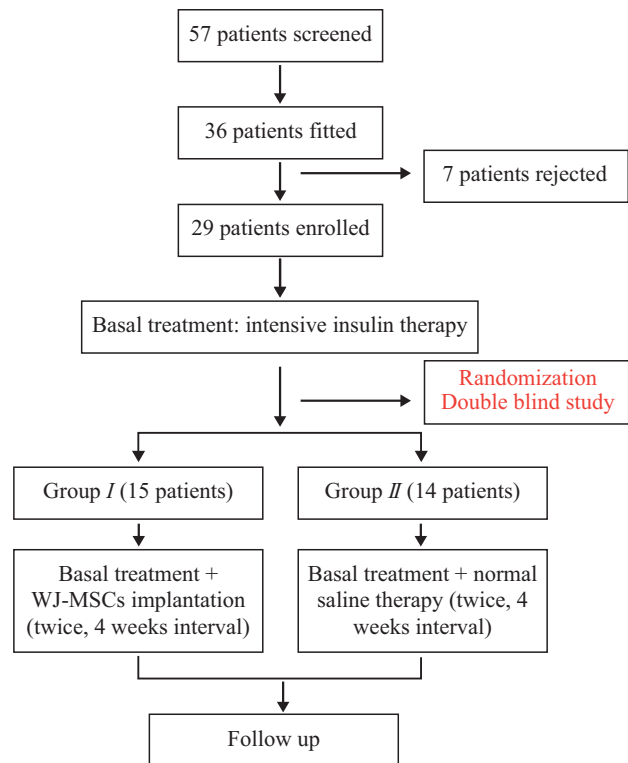 57 patients screened
36 patients fitted
7 patients rejected
29 patients enrolled
Basal treatment: intensive insulin therapy
Randomization
Double blind study
Group I (15 patients)
Group II (14 patients)
Basal treatment +
WJ-MSCs implantation
(twice, 4 weeks interval)
Basal treatment + normal
saline therapy (twice, 4
weeks interval)
Follow up